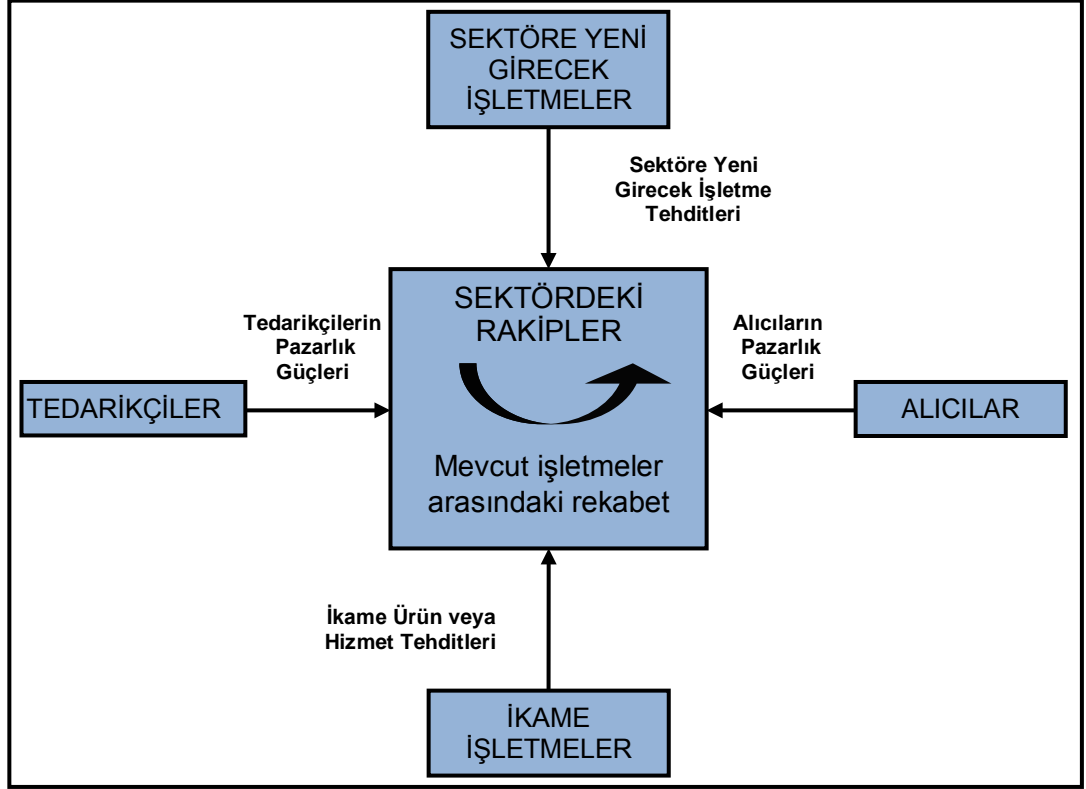 SEKTÖRE YENİ
GİRECEK
İŞLETMELER
Sektöre Yeni
Girecek İşletme
Tehditleri
SEKTÖRDEKİ
RAKİPLER
Tedarikçilerin
Pazarlık
Güçleri
Alıcıların
Pazarlık
Güçleri
TEDARİKÇİLER
ALICILAR
Mevcut işletmeler
arasındaki rekabet
İkame Ürün veya
Hizmet Tehditleri
İKAME
İŞLETMELER